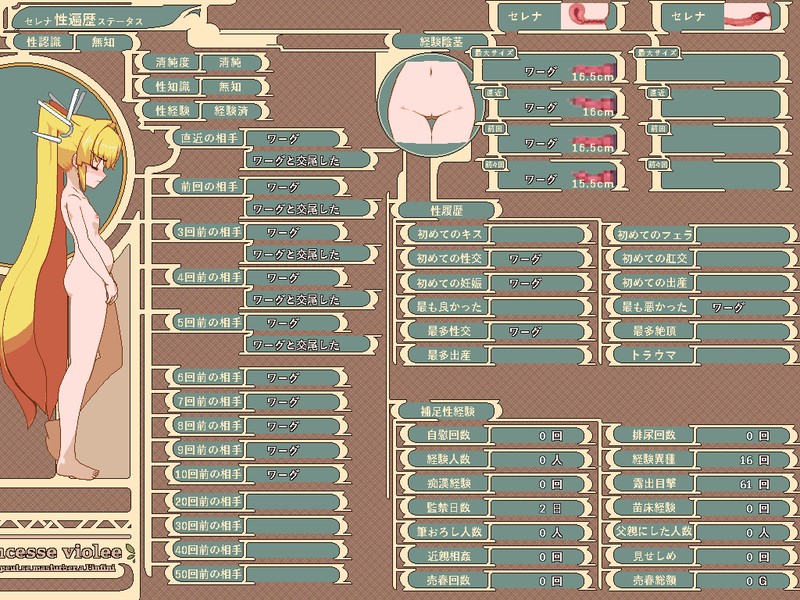 セレナ 性遍歴ステータス
性認識 無知
清純度 清純
性知識 無知
性経験 経験済
直近の相手 ワーグ
ワーグと交尾した
前回の相手 ワーグ
ワーグと交尾した
3回前の相手 ワーグ
ワーグと交尾した
4回前の相手 ワーグ
ワーグと交尾した
5回前の相手 ワーグ
ワーグと交尾した
6回前の相手 ワーグ
7回前の相手 ワーグ
8回前の相手 ワーグ
9回前の相手 ワーグ
10回前の相手 ワーグ
20回前の相手
30回前の相手
40回前の相手
50回前の相手
ncesse violee
peut se masturber a l'infini
経験陰茎
セレナ
最大サイズ
ワーグ 16.5cm
直近
ワーグ 16cm
前回
ワーグ 16.5cm
前々回
ワーグ 15.5cm
セレナ
最大サイズ
直近
前回
前々回
性履歴
初めてのキス
初めてのフェラ
初めての性交 ワーグ
初めての肛交
初めての妊娠 ワーグ
初めての出産
最も良かった
最も悪かった ワーグ
最多性交 ワーグ
最多絶頂
最多出産
トラウマ
補足性経験
自慰回数 0 回
排尿回数 0 回
経験人数 0 人
経験異種 16 回
痴漢経験 0 回
露出目撃 61 回
監禁日数 2 日
苗床経験 0 回
筆おろし人数 0 人
父親にした人数 0 人
近親相姦 0 回
見せしめ 0 回
売春回数 0 回
売春総額 0 G